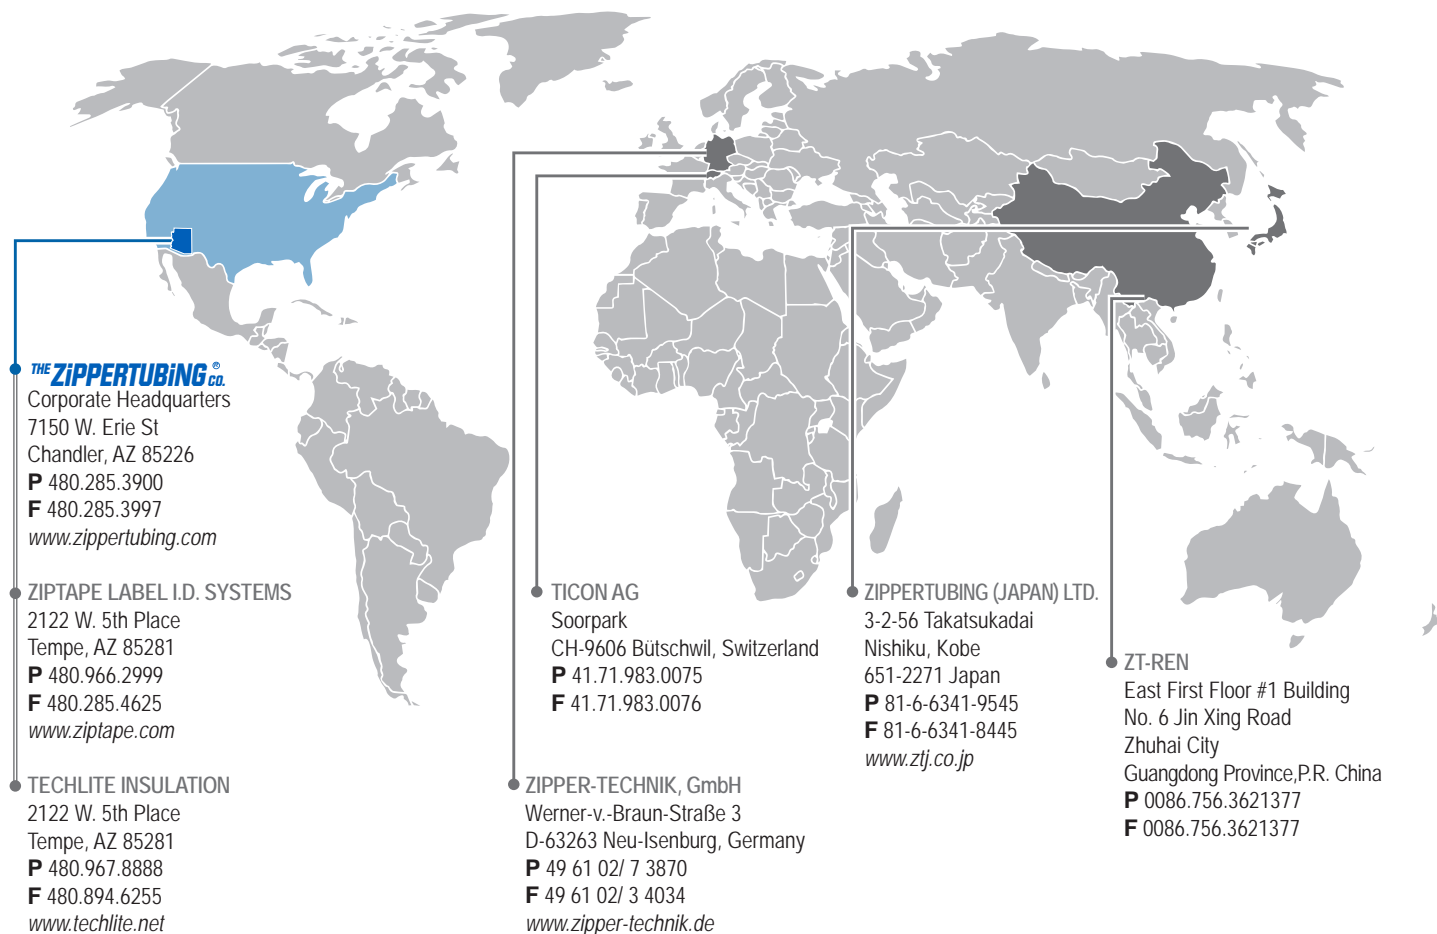 THE ZiPPERTUBiNG ® CO.
Corporate Headquarters
7150 W. Erie St
Chandler, AZ 85226
P 480.285.3900
F 480.285.3997
www.zippertubing.com
ZIPTAPE LABEL I.D. SYSTEMS
2122 W. 5th Place
Tempe, AZ 85281
P 480.966.2999
F 480.285.4625
www.ziptape.com
TECHLITE INSULATION
2122 W. 5th Place
Tempe, AZ 85281
P 480.967.8888
F 480.894.6255
www.techlite.net
TICON AG
Soorpark
CH-9606 Bütschwil, Switzerland
P 41.71.983.0075
F 41.71.983.0076
ZIPPER-TECHNIK, GmbH
Werner-v.-Braun-Straße 3
D-63263 Neu-Isenburg, Germany
P 49 61 02/ 7 3870
F 49 61 02/ 3 4034
www.zipper-technik.de
ZIPPERTUBING (JAPAN) LTD.
3-2-56 Takatsukadai
Nishiku, Kobe
651-2271 Japan
P 81-6-6341-9545
F 81-6-6341-8445
www.ztj.co.jp
ZT-REN
East First Floor #1 Building
No. 6 Jin Xing Road
Zhuhai City
Guangdong Province,P.R. China
P 0086.756.3621377
F 0086.756.3621377